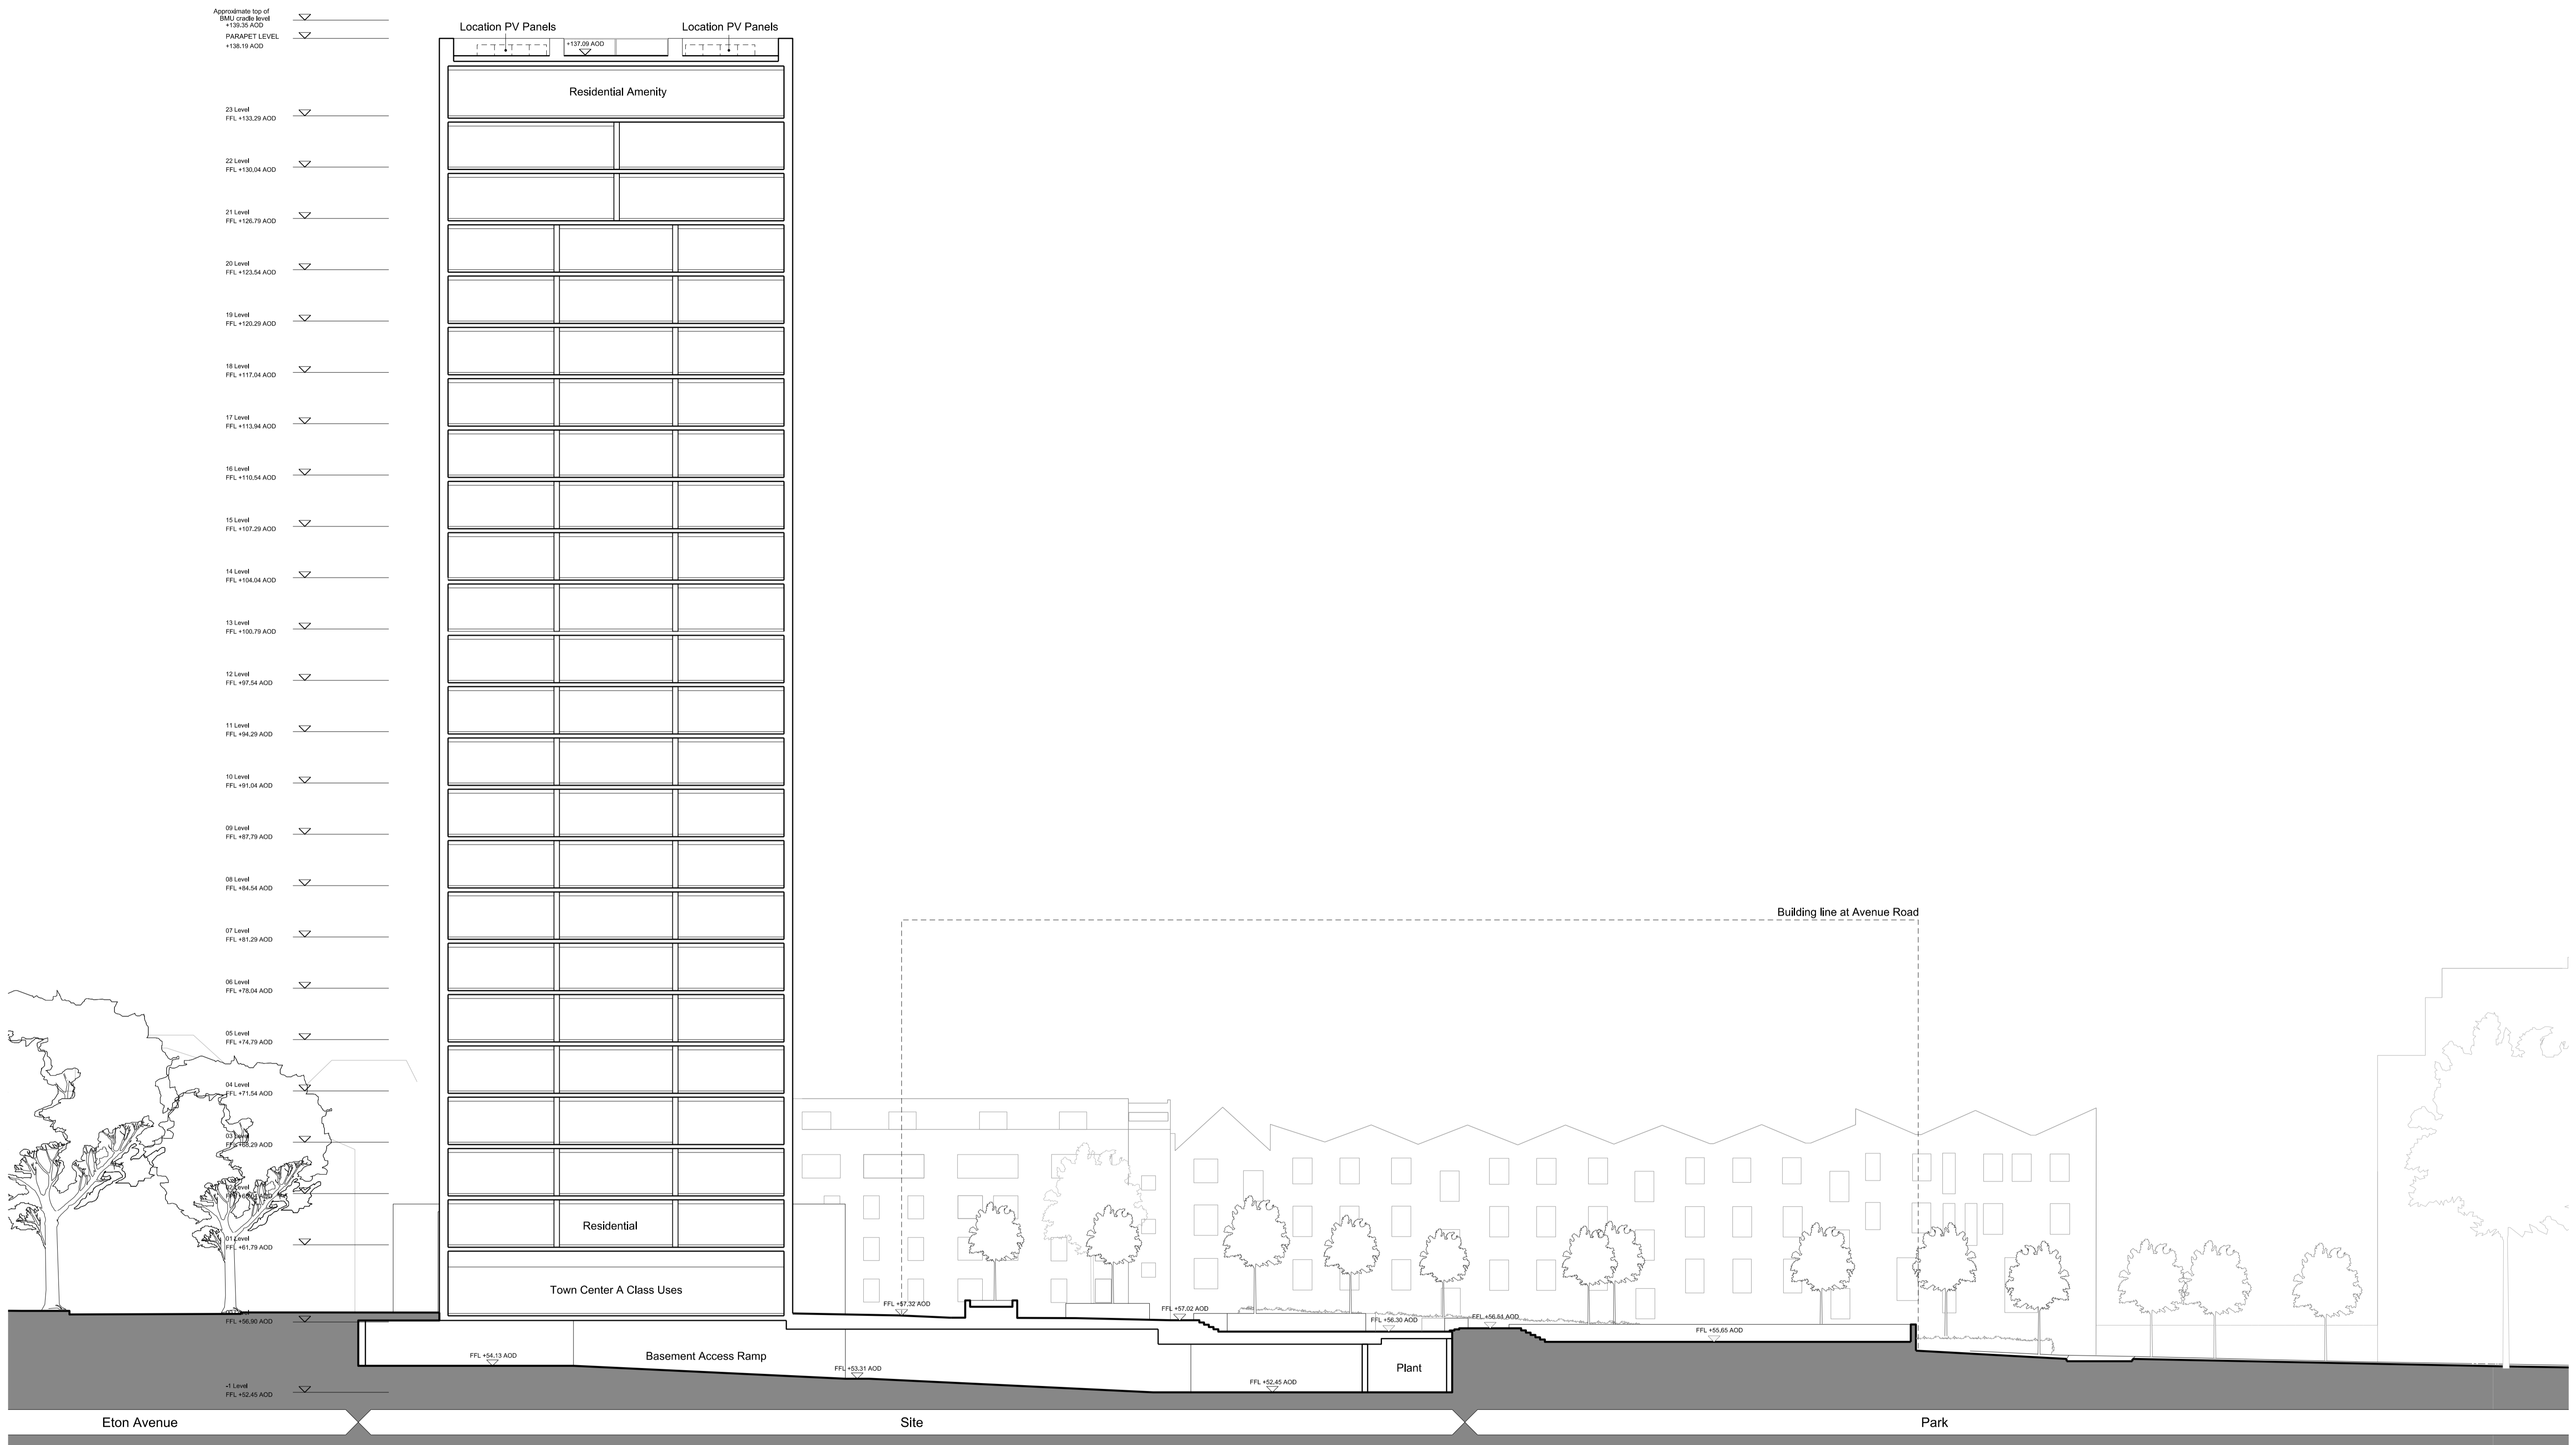 Approximate top of
BMU cradle level
+139.35 AOD
PARAPET LEVEL
+138.19 AOD
Location PV Panels
Location PV Panels
+137.09 AOD
Residential Amenity
23 Level
FFL +133.29 AOD
22 Level
FFL +130.04 AOD
21 Level
FFL +126.79 AOD
20 Level
FFL +123.54 AOD
19 Level
FFL +120.29 AOD
18 Level
FFL +117.04 AOD
17 Level
FFL +113.94 AOD
16 Level
FFL +110.54 AOD
15 Level
FFL +107.29 AOD
14 Level
FFL +104.04 AOD
13 Level
FFL +100.79 AOD
12 Level
FFL +97.54 AOD
11 Level
FFL +94.29 AOD
10 Level
FFL +91.04 AOD
09 Level
FFL +87.79 AOD
08 Level
FFL +84.54 AOD
Building line at Avenue Road
07 Level
FFL +81.29 AOD
06 Level
FFL +78.04 AOD
05 Level
FFL +74.79 AOD
04 Level
FFL +71.54 AOD
03 Level
FFL +68.29 AOD
02 Level
Residential
01 Level
FFL +61.79 AOD
Town Center A Class Uses
FFL +57.32 AOD
FFL +57.02 AOD
00 Level
FFL +56.90 AOD
FFL +56.30 AOD
FFL +56.51 AOD
FFL +55.65 AOD
FFL +54.13 AOD
Basement Access Ramp
FFL +53.31 AOD
Plant
FFL +52.45 AOD
-1 Level
FFL +52.45 AOD
Eton Avenue
Site
Park